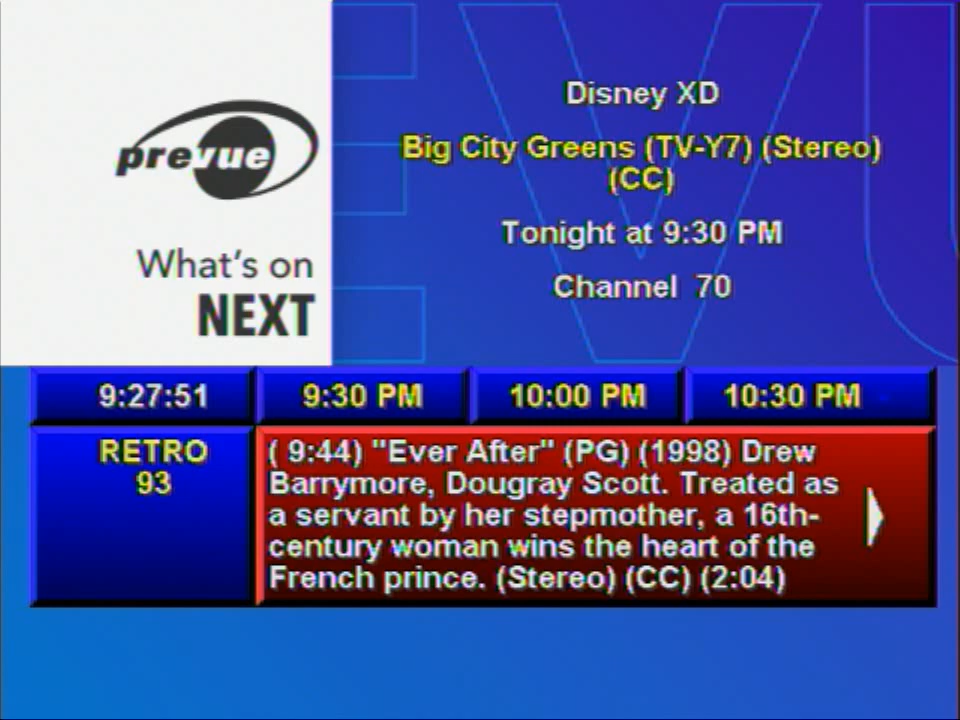 prevue
What's on
NEXT
Disney XD
Big City Greens (TV-Y7) (Stereo)
(CC)
Tonight at 9:30 PM
Channel 70
9:27:51 9:30 PM 10:00 PM 10:30 PM
RETRO
93
( 9:44) "Ever After" (PG) (1998) Drew
Barrymore, Dougray Scott. Treated as
a servant by her stepmother, a 16th-
century woman wins the heart of the
French prince. (Stereo) (CC) (2:04)